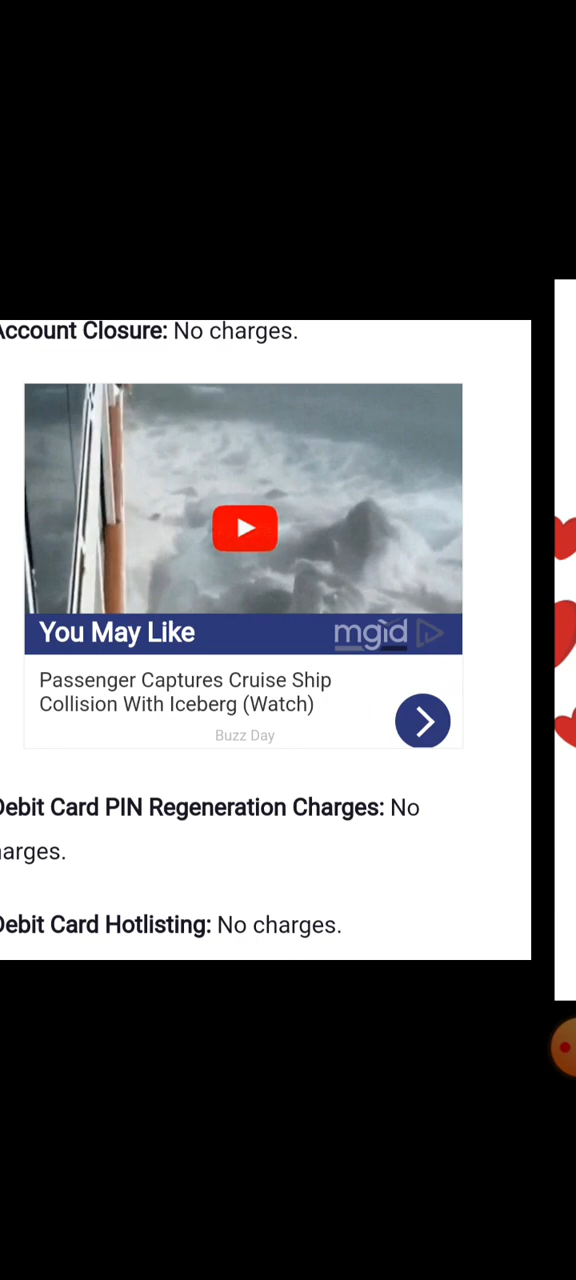 Account Closure: No charges.
You May Like
mgid
Passenger Captures Cruise Ship
Collision With Iceberg (Watch)
Buzz Day
Debit Card PIN Regeneration Charges: No
arges.
Debit Card Hotlisting: No charges.